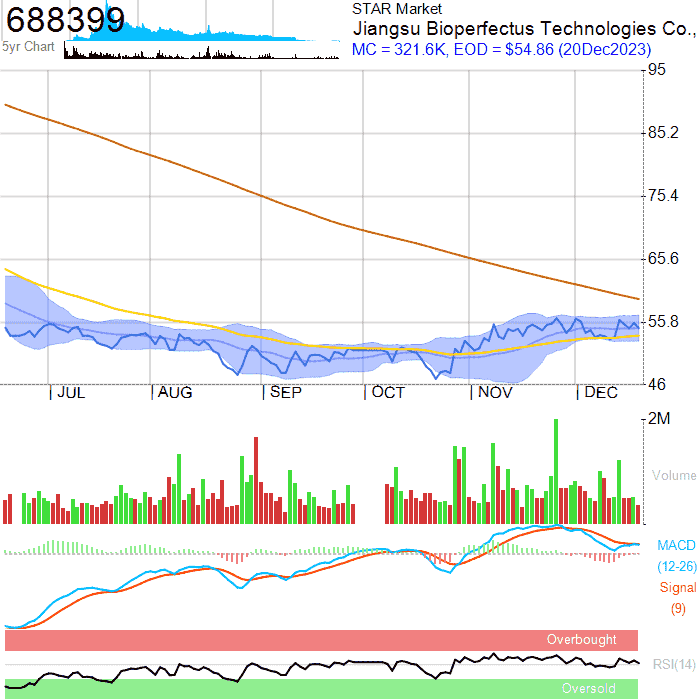 688399
5yr Chart
STAR Market
Jiangsu Bioperfectus Technologies Co.,
MC = 321.6K, EOD = $54.86 (20Dec2023)
95
85.2
75.4
65.6
55.8
46
JUL
AUG
SEP
OCT
NOV
DEC
2M
Volume
MACD
(12-26)
Signal
(9)
Overbought
RSI(14)
Oversold